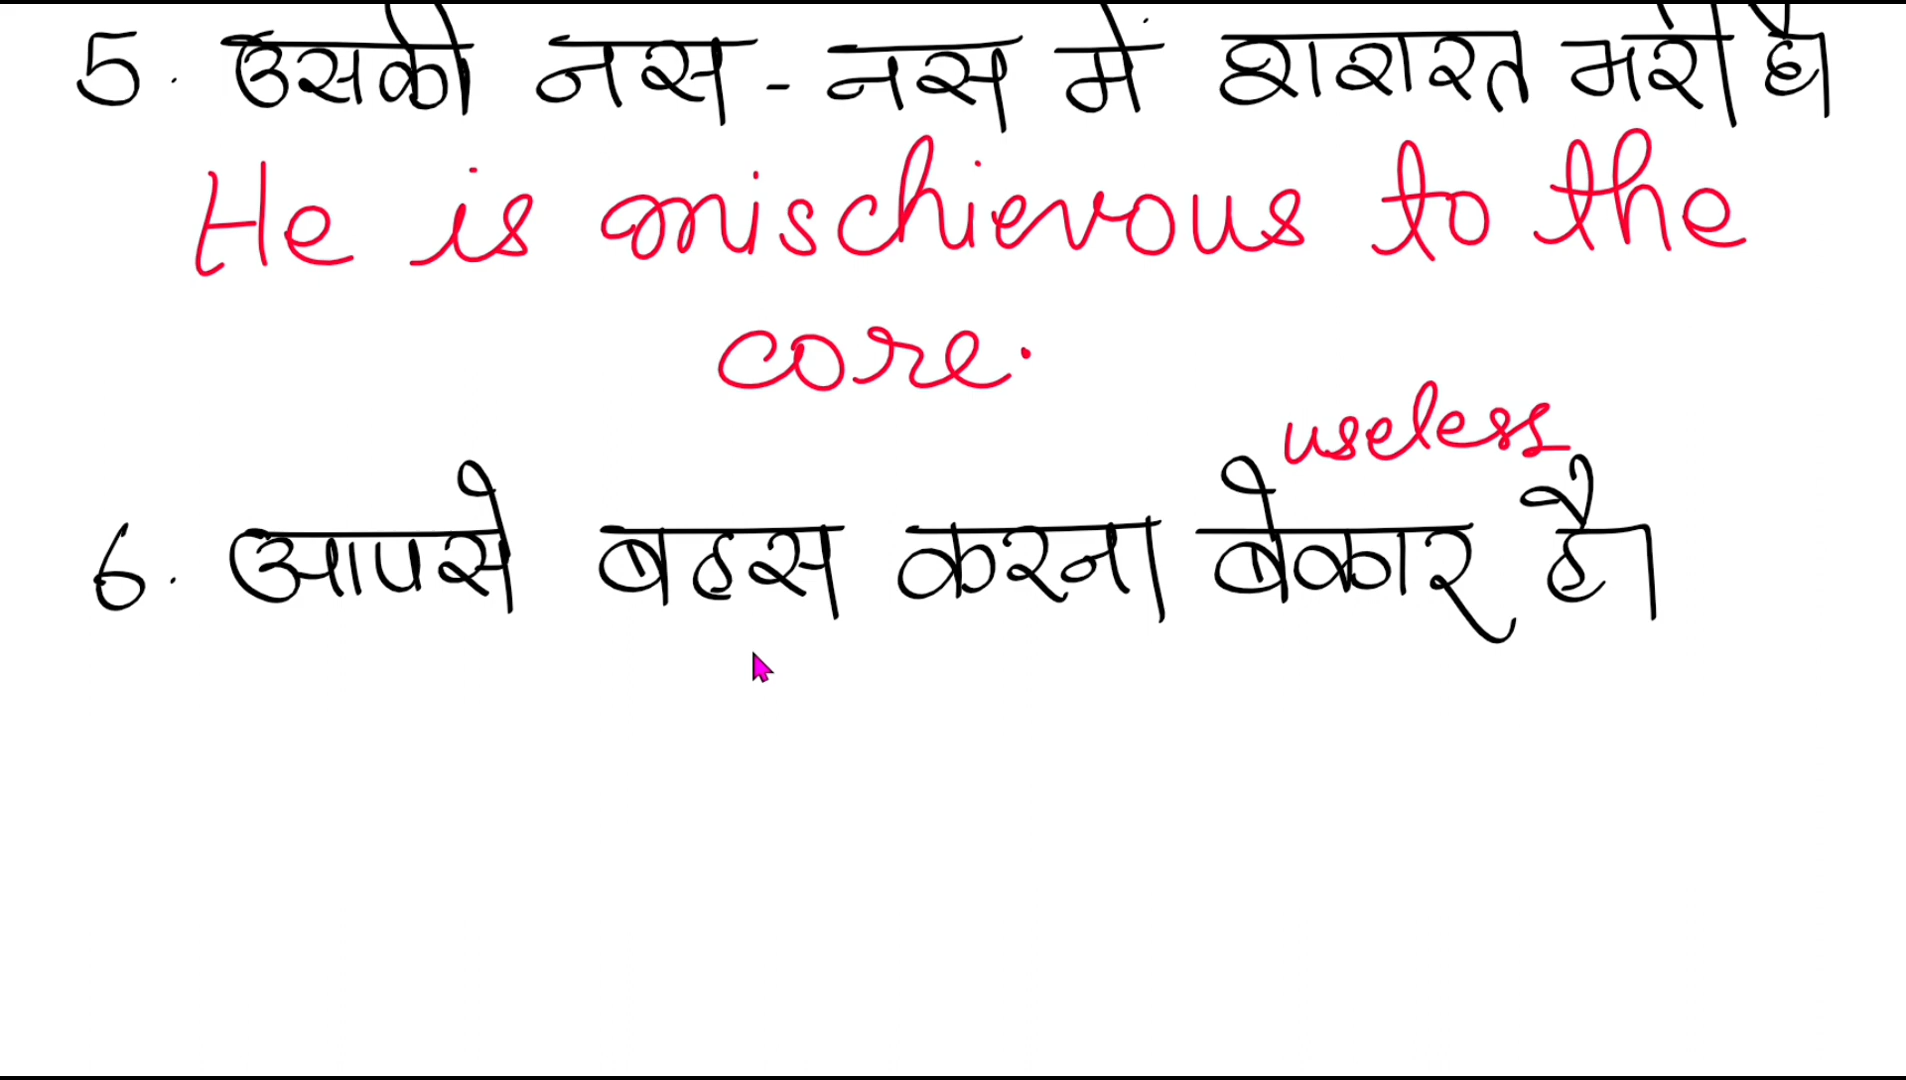 5. उसकी नस - नस में शरारत भरी है।
He is mischievous to the
core.
useless
6. आपसे बहस करना बेकार है।